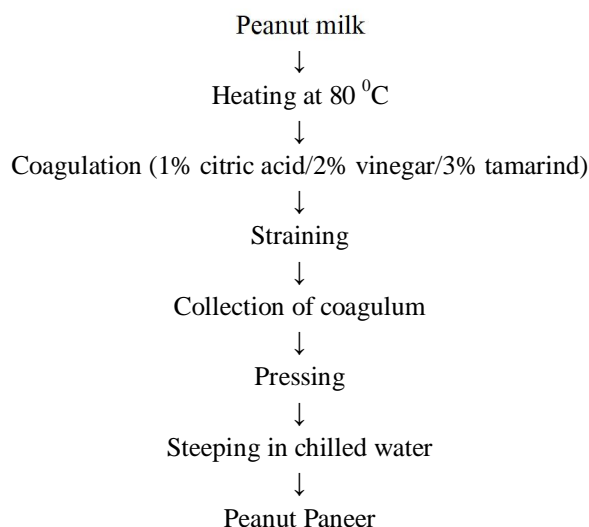 Peanut milk
↓
Heating at 80 ⁰C
↓
Coagulation (1% citric acid/2% vinegar/3% tamarind)
↓
Straining
↓
Collection of coagulum
↓
Pressing
↓
Steeping in chilled water
↓
Peanut Paneer